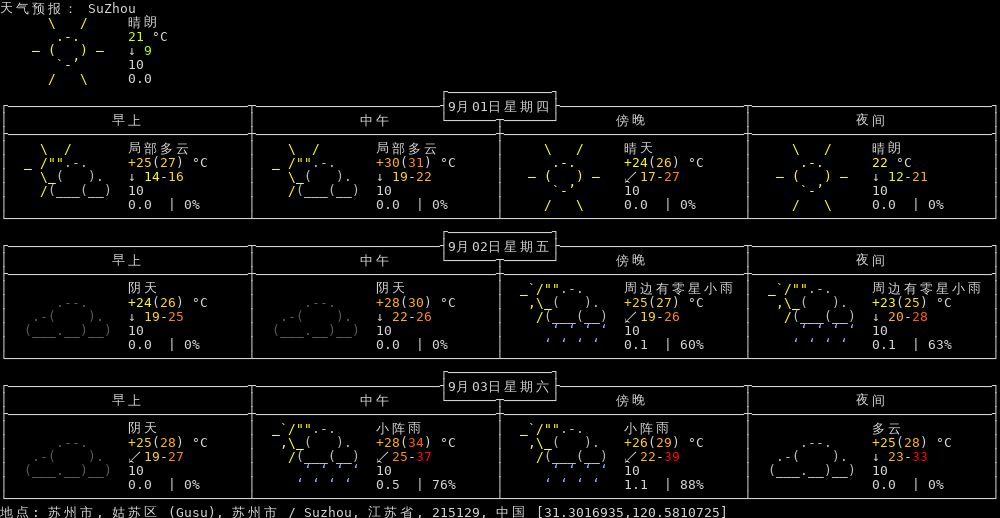 天气预报： SuZhou
晴朗
21 °C
↓ 9
10
0.0
9月01日星期四
早上 中午 傍晚 夜间
局部多云 局部多云 晴天 晴朗
+25(27) °C +30(31) °C +24(26) °C 22 °C
↓ 14-16 ↓ 19-22 ↙ 17-27 ↓ 12-21
10 10 10 10
0.0 | 0% 0.0 | 0% 0.0 | 0% 0.0 | 0%
9月02日星期五
早上 中午 傍晚 夜间
阴天 阴天 周边有零星小雨 周边有零星小雨
+24(26) °C +28(30) °C +25(27) °C +23(25) °C
↓ 19-25 ↓ 22-26 ↙ 19-26 ↓ 20-28
10 10 10 10
0.0 | 0% 0.0 | 0% 0.1 | 60% 0.1 | 63%
9月03日星期六
早上 中午 傍晚 夜间
阴天 小阵雨 小阵雨 多云
+25(28) °C +28(34) °C +26(29) °C +25(28) °C
↙ 19-27 ↙ 25-37 ↙ 22-39 ↓ 23-33
10 10 10 10
0.0 | 0% 0.5 | 76% 1.1 | 88% 0.0 | 0%
地点: 苏州市, 姑苏区 (Gusu), 苏州市 / Suzhou, 江苏省, 215129, 中国 [31.3016935,120.5810725]